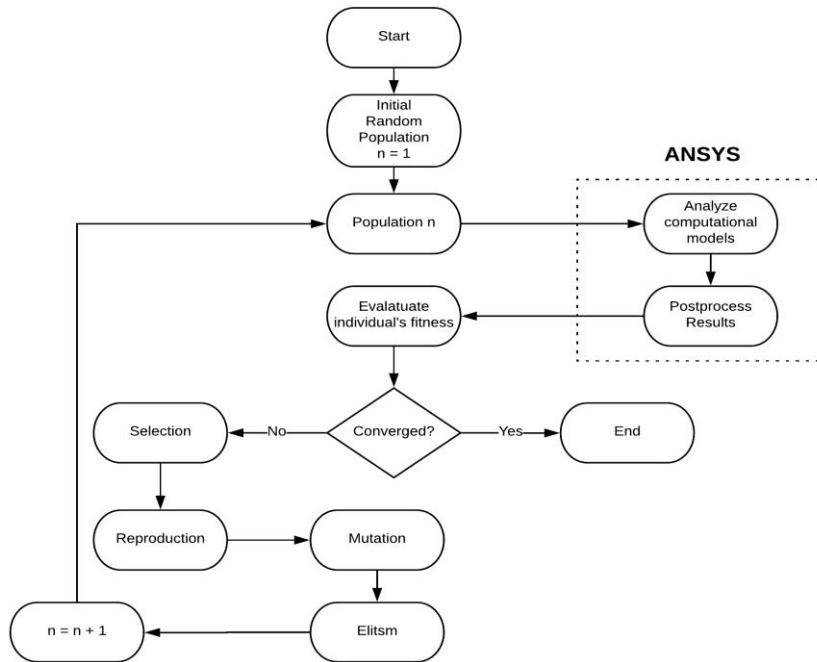 Start
Initial
Random
Population
n = 1
ANSYS
Population n
Analyze
computational
models
Evalatuate
individual's fitness
Postprocess
Results
Selection
No
Converged?
Yes
End
Reproduction
Mutation
n = n + 1
Elitsm